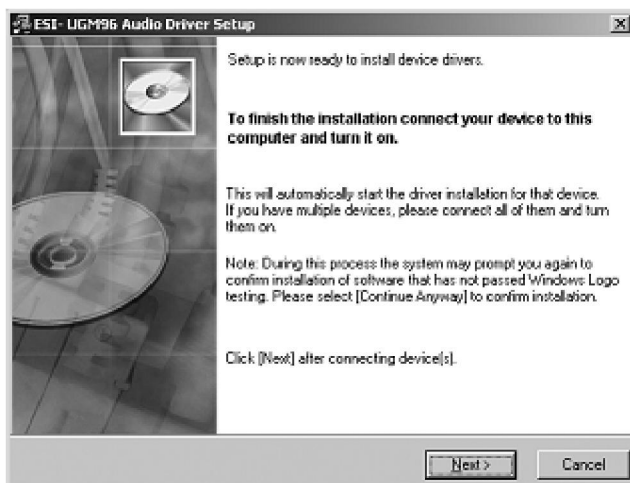 ESI- UGM96 Audio Driver Setup
Setup is now ready to install device drivers.
To finish the installation connect your device to this
computer and turn it on.
This will automatically start the driver installation for that device.
If you have multiple devices, please connect all of them and turn
them on.
Note: During this process the system may prompt you again to
confirm installation of software that has not passed Windows Logo
testing. Please select [Continue Anyway] to confirm installation.
Click [Next] after connecting device(s).
Next >
Cancel